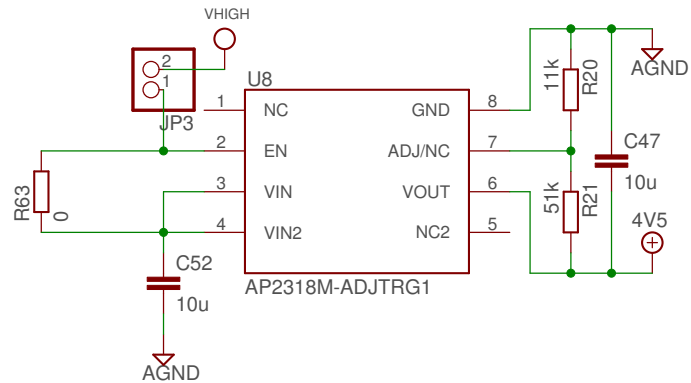 VHIGH
2
1
JP3
U8
1 NC
2 EN
3 VIN
4 VIN2
GND 8
ADJ/NC 7
VOUT 6
NC2 5
AP2318M-ADJTRG1
R63
0
C52
10u
AGND
11k
R20
51k
R21
AGND
C47
10u
4V5